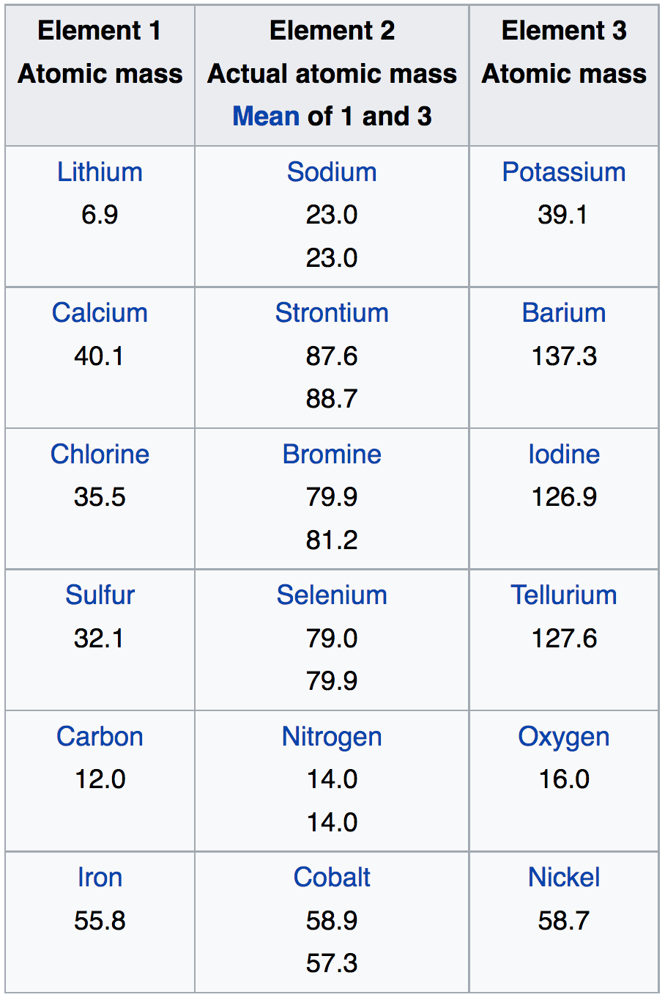 Element 1
Atomic mass
Element 2
Actual atomic mass
Mean of 1 and 3
Element 3
Atomic mass
Lithium
6.9
Sodium
23.0
23.0
Potassium
39.1
Calcium
40.1
Strontium
87.6
88.7
Barium
137.3
Chlorine
35.5
Bromine
79.9
81.2
Iodine
126.9
Sulfur
32.1
Selenium
79.0
79.9
Tellurium
127.6
Carbon
12.0
Nitrogen
14.0
14.0
Oxygen
16.0
Iron
55.8
Cobalt
58.9
57.3
Nickel
58.7